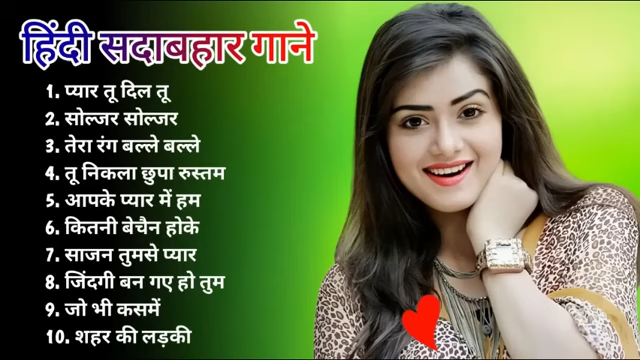 हिंदी सदाबहार गाने
1. प्यार तू दिल तू
2. सोल्जर सोल्जर
3. तेरा रंग बल्ले बल्ले
4. तू निकला छुपा रुस्तम
5. आपके प्यार में हम
6. कितनी बेचैन होके
7. साजन तुमसे प्यार
8. जिंदगी बन गए हो तुम
9. जो भी कसमें
10. शहर की लड़की